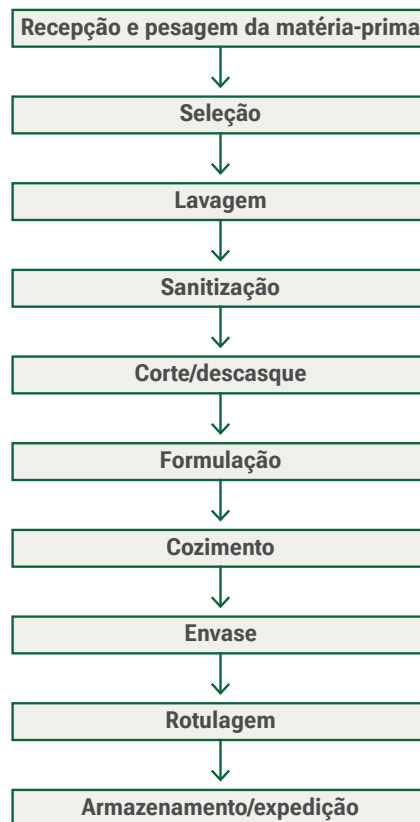 Recepção e pesagem da matéria-prima
Seleção
Lavagem
Sanitização
Corte/descasque
Formulação
Cozimento
Envase
Rotulagem
Armazenamento/expedição